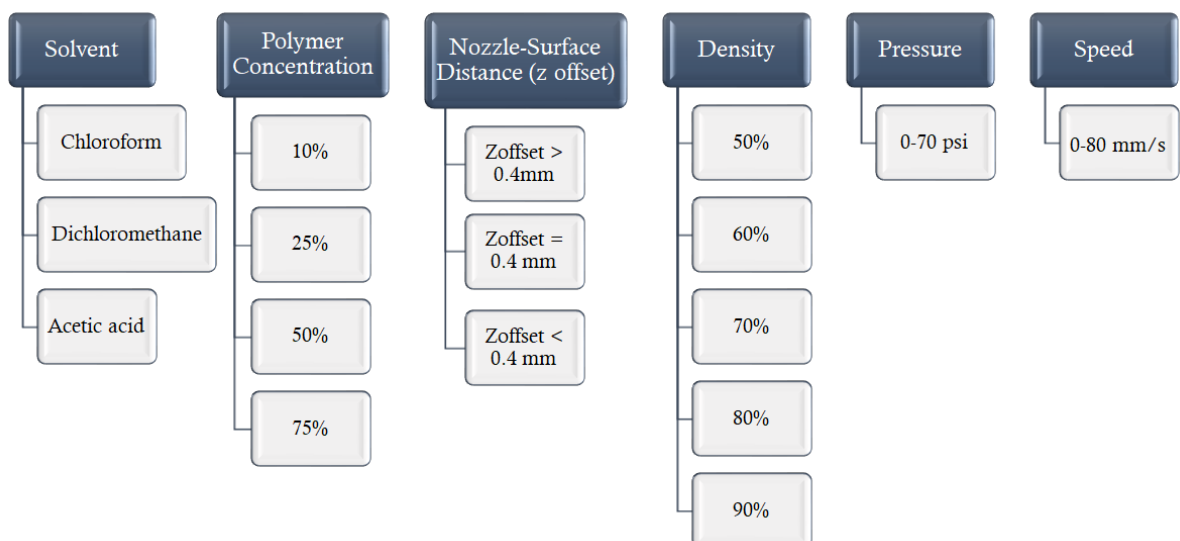 Solvent
Chloroform
Dichloromethane
Acetic acid
Polymer
Concentration
10%
25%
50%
75%
Nozzle-Surface
Distance (z offset)
Zoffset >
0.4mm
Zoffset =
0.4 mm
Zoffset <
0.4 mm
Density
50%
60%
70%
80%
90%
Pressure
0-70 psi
Speed
0-80 mm/s